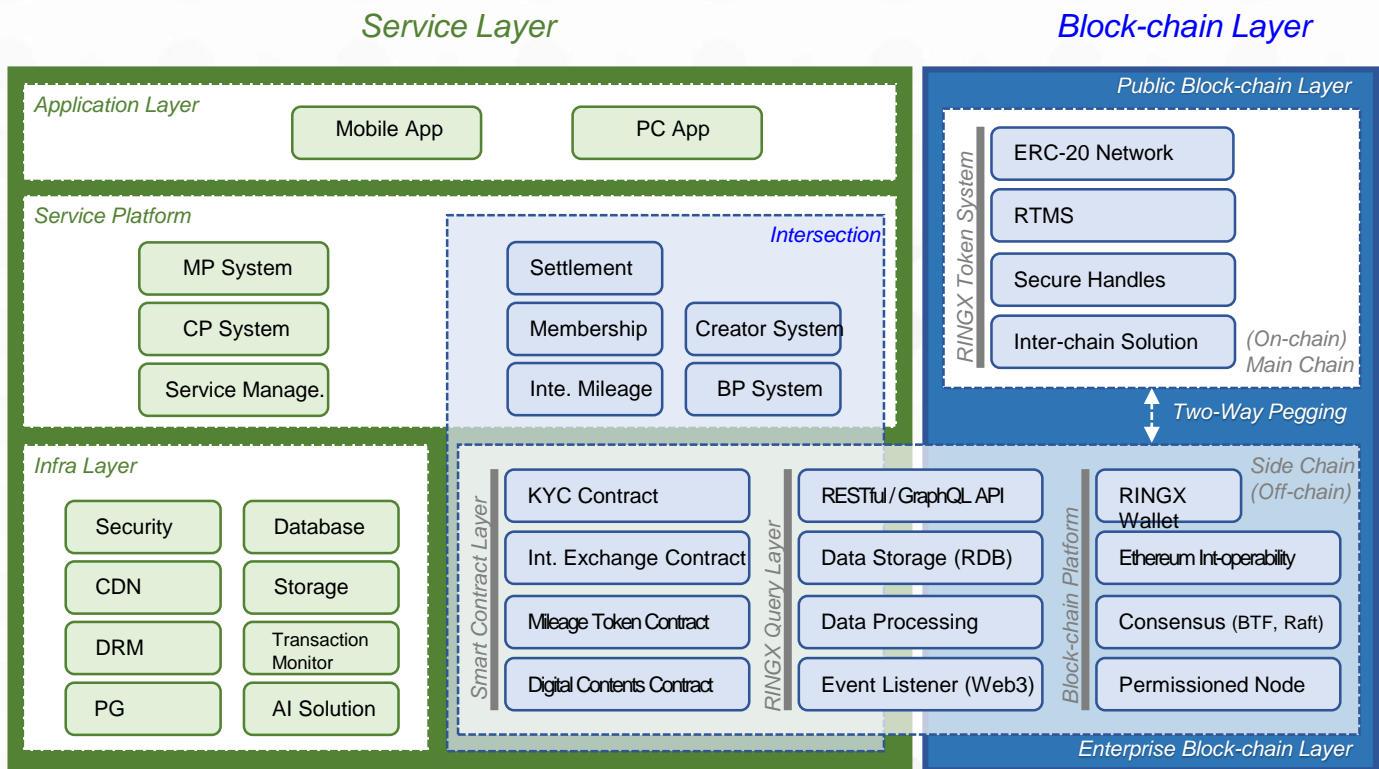 Service Layer
Block-chain Layer
Application Layer
Mobile App
PC App
Service Platform
MP System
CP System
Service Manage.
Intersection
Settlement
Membership
Creator System
Inte. Mileage
BP System
Infra Layer
Security
Database
CDN
Storage
DRM
Transaction
Monitor
PG
AI Solution
Public Block-chain Layer
RINGX Token System
ERC-20 Network
RTMS
Secure Handles
Inter-chain Solution
(On-chain)
Main Chain
Two-Way Pegging
Side Chain
(Off-chain)
Smart Contract Layer
KYC Contract
Int. Exchange Contract
Mileage Token Contract
Digital Contents Contract
RINGX Query Layer
RESTful / GraphQL API
Data Storage (RDB)
Data Processing
Event Listener (Web3)
Block-chain Platform
RINGX
Wallet
Ethereum Int-operability
Consensus (BTF, Raft)
Permissioned Node
Enterprise Block-chain Layer